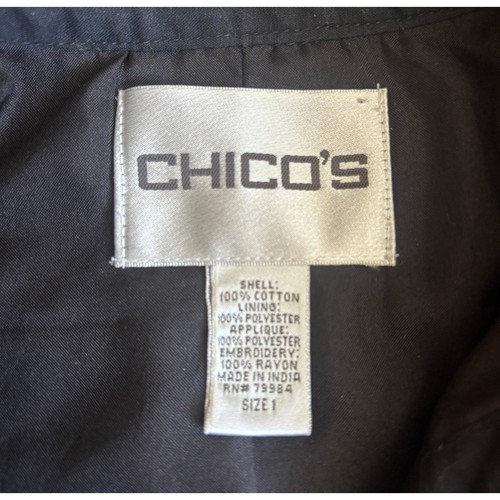 CHICO'S
SHELL:
100% COTTON
LINING:
100% POLYESTER
APPLIQUE:
100% POLYESTER
EMBROIDERY:
100% RAYON
MADE IN INDIA
RN# 79984
SIZE 1